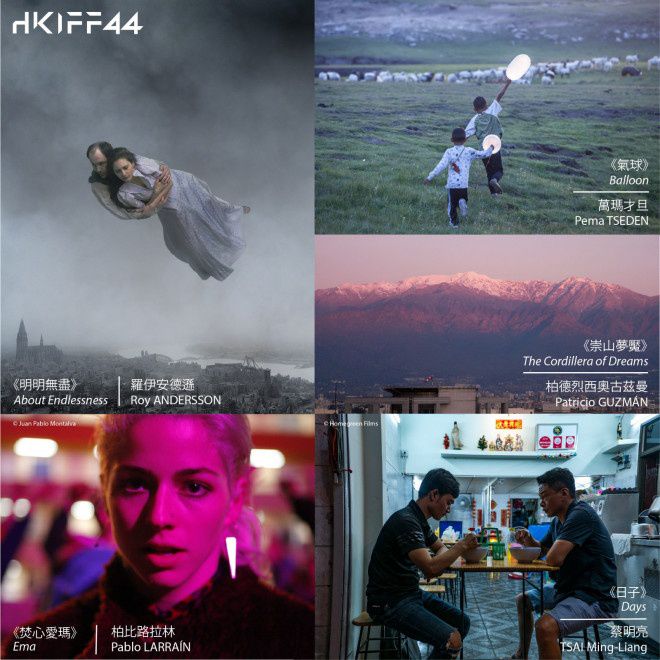 HKIFF44
《氣球》
Balloon
萬瑪才旦
Pema TSEDEN
《崇山夢魘》
The Cordillera of Dreams
柏德烈西奧古茲曼
Patricio GUZMÁN
《明明無盡》
About Endlessness
羅伊安德遜
Roy ANDERSSON
© Juan Pablo Montalva
《焚心愛瑪》
Ema
柏比路拉林
Pablo LARRAÍN
© Homegreen Films
《日子》
Days
蔡明亮
TSAI Ming-Liang